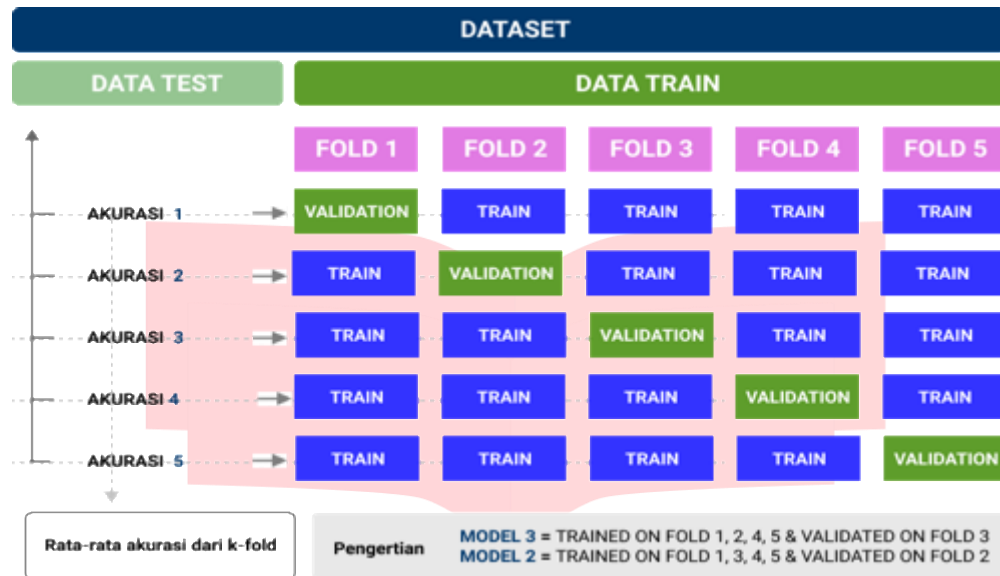 DATASET
DATA TEST
DATA TRAIN
FOLD 1 FOLD 2 FOLD 3 FOLD 4 FOLD 5
AKURASI 1 VALIDATION TRAIN TRAIN TRAIN TRAIN
AKURASI 2 TRAIN VALIDATION TRAIN TRAIN TRAIN
AKURASI 3 TRAIN TRAIN VALIDATION TRAIN TRAIN
AKURASI 4 TRAIN TRAIN TRAIN VALIDATION TRAIN
AKURASI 5 TRAIN TRAIN TRAIN TRAIN VALIDATION
Rata-rata akurasi dari k-fold
Pengertian
MODEL 3 = TRAINED ON FOLD 1, 2, 4, 5 & VALIDATED ON FOLD 3
MODEL 2 = TRAINED ON FOLD 1, 3, 4, 5 & VALIDATED ON FOLD 2